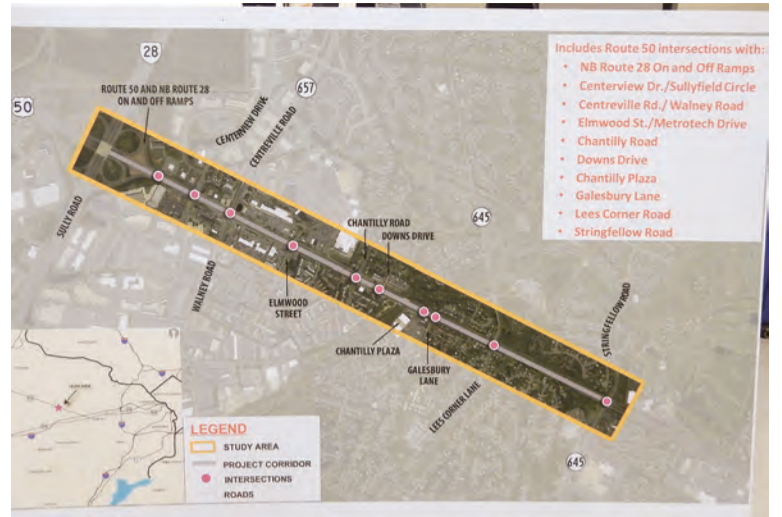 28
50
ROUTE 50 AND NB ROUTE 28
ON AND OFF RAMPS
CENTERVIEW DRIVE
657
CENTREVILLE ROAD
Includes Route 50 intersections with:
• NB Route 28 On and Off Ramps
• Centerview Dr./Sullyfield Circle
• Centreville Rd./ Walney Road
• Elmwood St./Metrotech Drive
• Chantilly Road
• Downs Drive
• Chantilly Plaza
• Galesbury Lane
• Lees Corner Road
• Stringfellow Road
SULLY ROAD
WALNEY ROAD
ELMWOOD
STREET
CHANTILLY ROAD
DOWNS DRIVE
645
CHANTILLY PLAZA
GALESBURY
LANE
LEES CORNER LANE
STRINGFELLOW ROAD
645
LEGEND
STUDY AREA
PROJECT CORRIDOR
INTERSECTIONS
ROADS